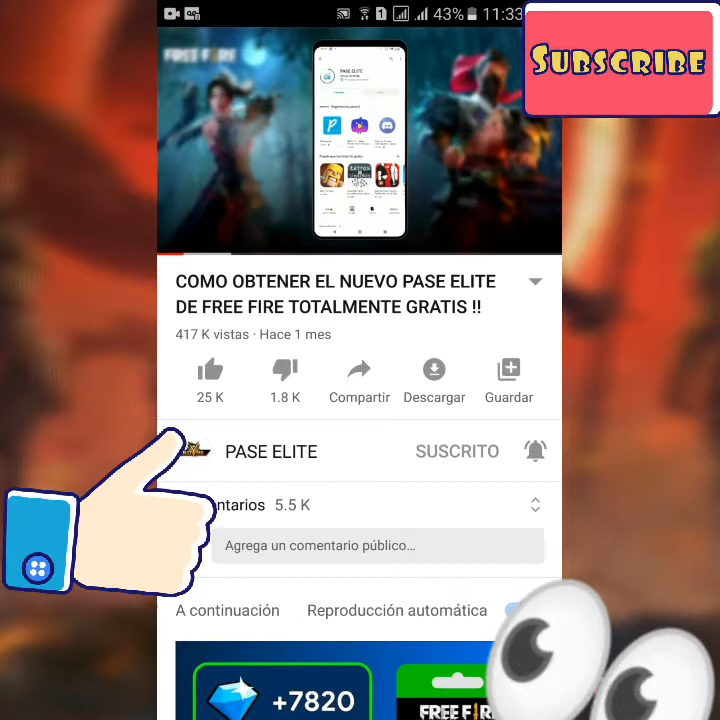 1 43% 11:33
SUBSCRIBE
FREE FIRE
PASE ELITE
COMO OBTENER EL NUEVO PASE ELITE
DE FREE FIRE TOTALMENTE GRATIS !!
417 K vistas · Hace 1 mes
25 K 1.8 K Compartir Descargar Guardar
PASE ELITE SUSCRITO
ntarios 5.5 K
Agrega un comentario público...
A continuación Reproducción automática
+7820
FREE FIR